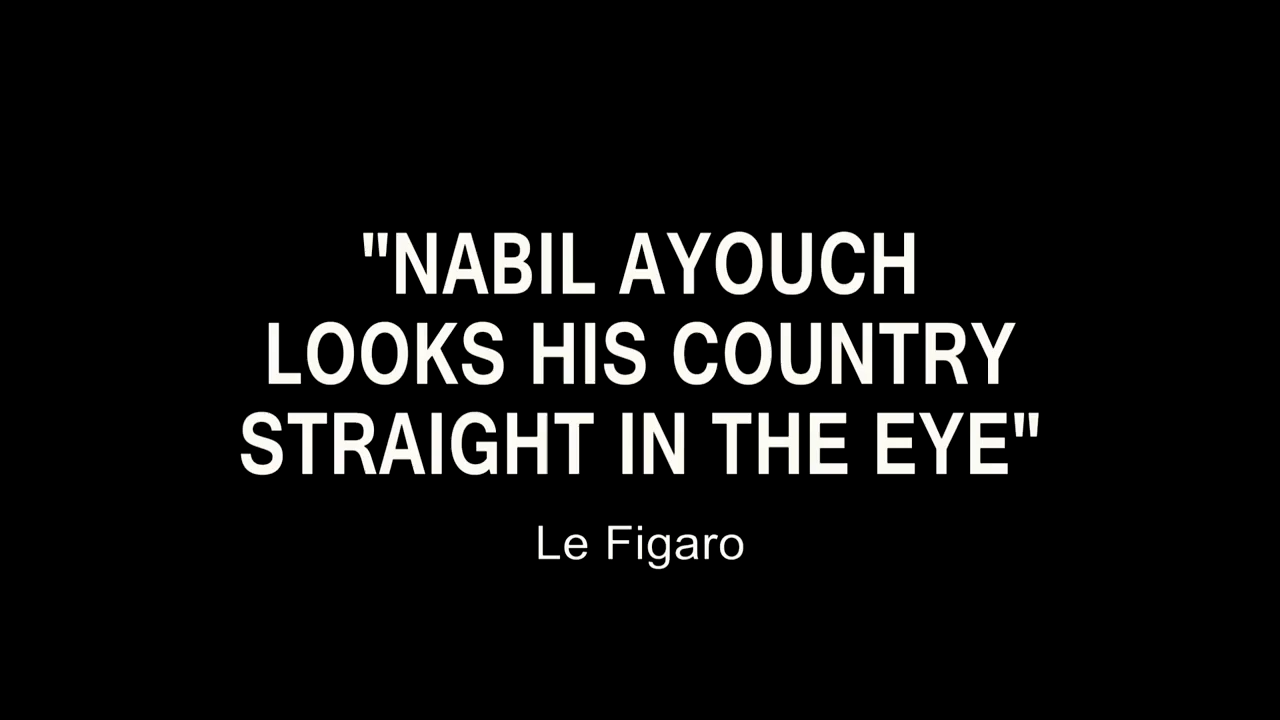 "NABIL AYOUCH
LOOKS HIS COUNTRY
STRAIGHT IN THE EYE"
Le Figaro